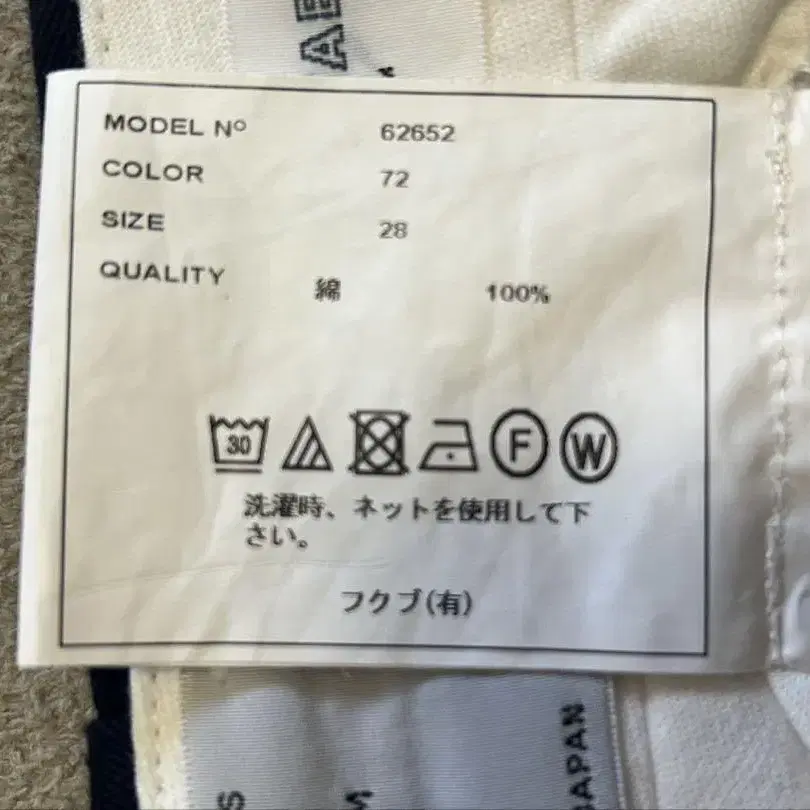 MODEL Nº 62652
COLOR 72
SIZE 28
QUALITY 綿 100%
30 F W
洗濯時、ネットを使用して下
さい。
フクブ(有)
JAPAN